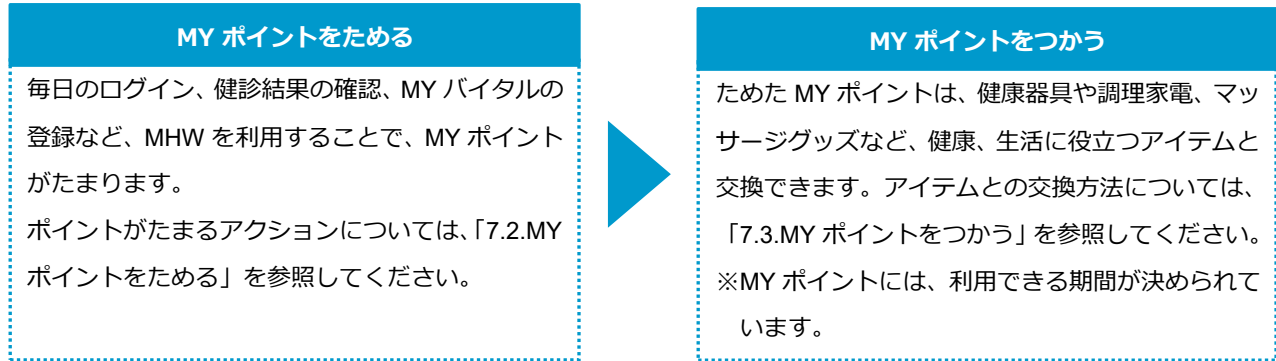 MY ポイントをためる
毎日のログイン、健診結果の確認、MY バイタルの
登録など、MHW を利用することで、MY ポイント
がたまります。
ポイントがたまるアクションについては、「7.2.MY
ポイントをためる」を参照してください。
MY ポイントをつかう
ためた MY ポイントは、健康器具や調理家電、マッ
サージグッズなど、健康、生活に役立つアイテムと
交換できます。アイテムとの交換方法については、
「7.3.MY ポイントをつかう」を参照してください。
※MY ポイントには、利用できる期間が決められて
います。